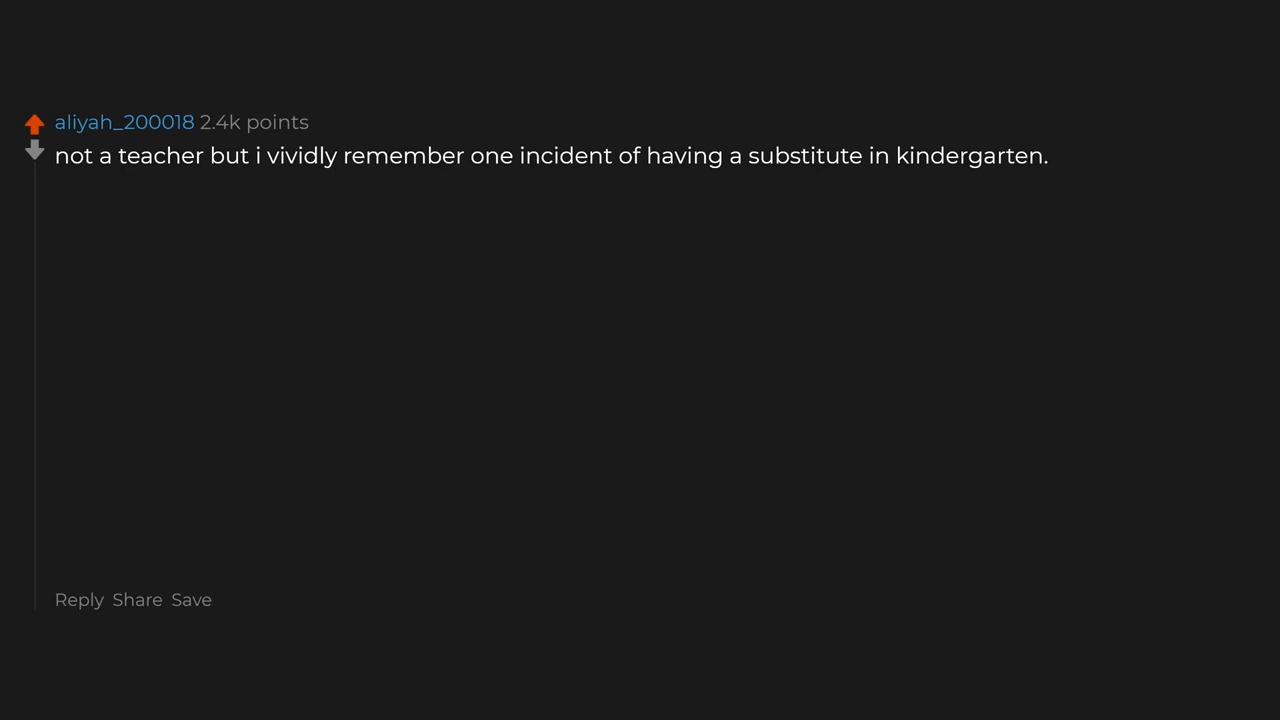 aliyah_200018 2.4k points
not a teacher but i vividly remember one incident of having a substitute in kindergarten.
Reply Share Save